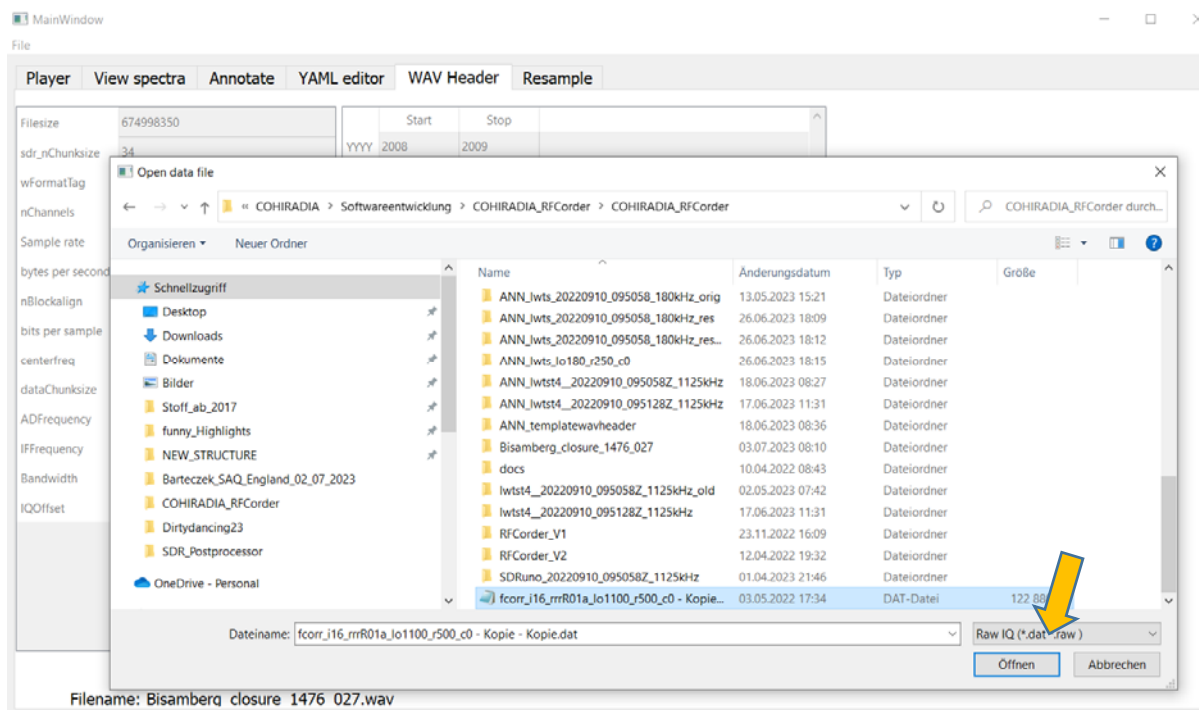 MainWindow
File
Player View spectra Annotate YAML editor WAV Header Resample
Filesize 674998350 Start Stop
sdr_nChunksize 34 YYYY 2008 2009
wFormatTag
nChannels
Sample rate
bytes per second
nBlockalign
bits per sample
centerfreq
dataChunksize
ADFrequency
IFFrequency
Bandwidth
IQOffset
Open data file
« COHIRADIA > Softwareentwicklung > COHIRADIA_RFCorder > COHIRADIA_RFCorder COHIRADIA_RFCorder durch...
Organisieren Neuer Ordner
Schnellzugriff
Desktop
Downloads
Dokumente
Bilder
Stoff_ab_2017
funny_Highlights
NEW_STRUCTURE
Barteczek_SAQ_England_02_07_2023
COHIRADIA_RFCorder
Dirtydancing23
SDR_Postprocessor
OneDrive - Personal
Name Änderungsdatum Typ Größe
ANN_lwts_20220910_095058_180kHz_orig 13.05.2023 15:21 Dateiordner
ANN_lwts_20220910_095058_180kHz_res 26.06.2023 18:09 Dateiordner
ANN_lwts_20220910_095058_180kHz_res... 26.06.2023 18:12 Dateiordner
ANN_lwts_lo180_r250_c0 26.06.2023 18:15 Dateiordner
ANN_lwtst4__20220910_095058Z_1125kHz 18.06.2023 08:27 Dateiordner
ANN_lwtst4__20220910_095128Z_1125kHz 17.06.2023 11:31 Dateiordner
ANN_templatewavheader 18.06.2023 08:36 Dateiordner
Bisamberg_closure_1476_027 03.07.2023 08:10 Dateiordner
docs 10.04.2022 08:43 Dateiordner
lwtst4__20220910_095058Z_1125kHz_old 02.05.2023 07:42 Dateiordner
lwtst4__20220910_095128Z_1125kHz 17.06.2023 11:31 Dateiordner
RFCorder_V1 23.11.2022 16:09 Dateiordner
RFCorder_V2 12.04.2022 19:32 Dateiordner
SDRuno_20220910_095058Z_1125kHz 01.04.2023 21:46 Dateiordner
fcorr_i16_rrrR01a_lo1100_r500_c0 - Kopie... 03.05.2022 17:34 DAT-Datei 122 88
Dateiname: fcorr_i16_rrrR01a_lo1100_r500_c0 - Kopie - Kopie.dat Raw IQ (*.dat *.raw )
Öffnen Abbrechen
Filename: Bisamberg_closure_1476_027.wav